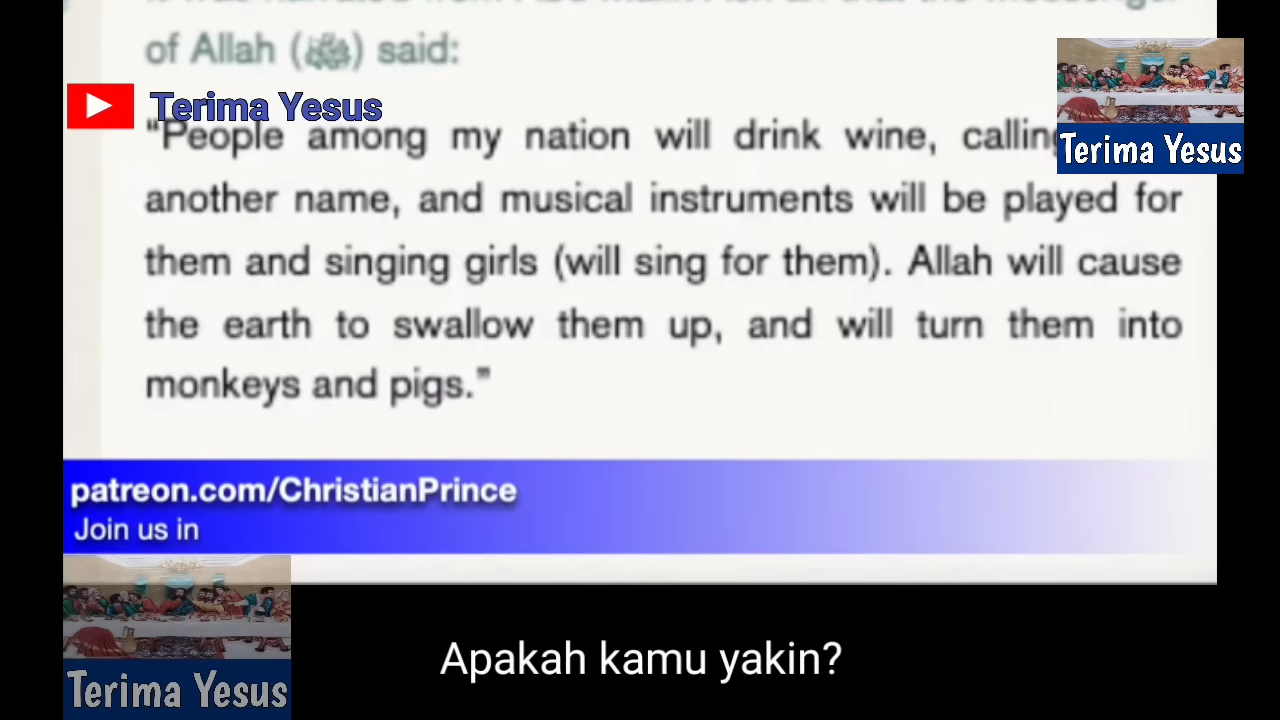 of Allah (ﷺ) said:
Terima Yesus
"People among my nation will drink wine, calling
another name, and musical instruments will be played for
them and singing girls (will sing for them). Allah will cause
the earth to swallow them up, and will turn them into
monkeys and pigs."
Terima Yesus
patreon.com/ChristianPrince
Join us in
Terima Yesus
Apakah kamu yakin?